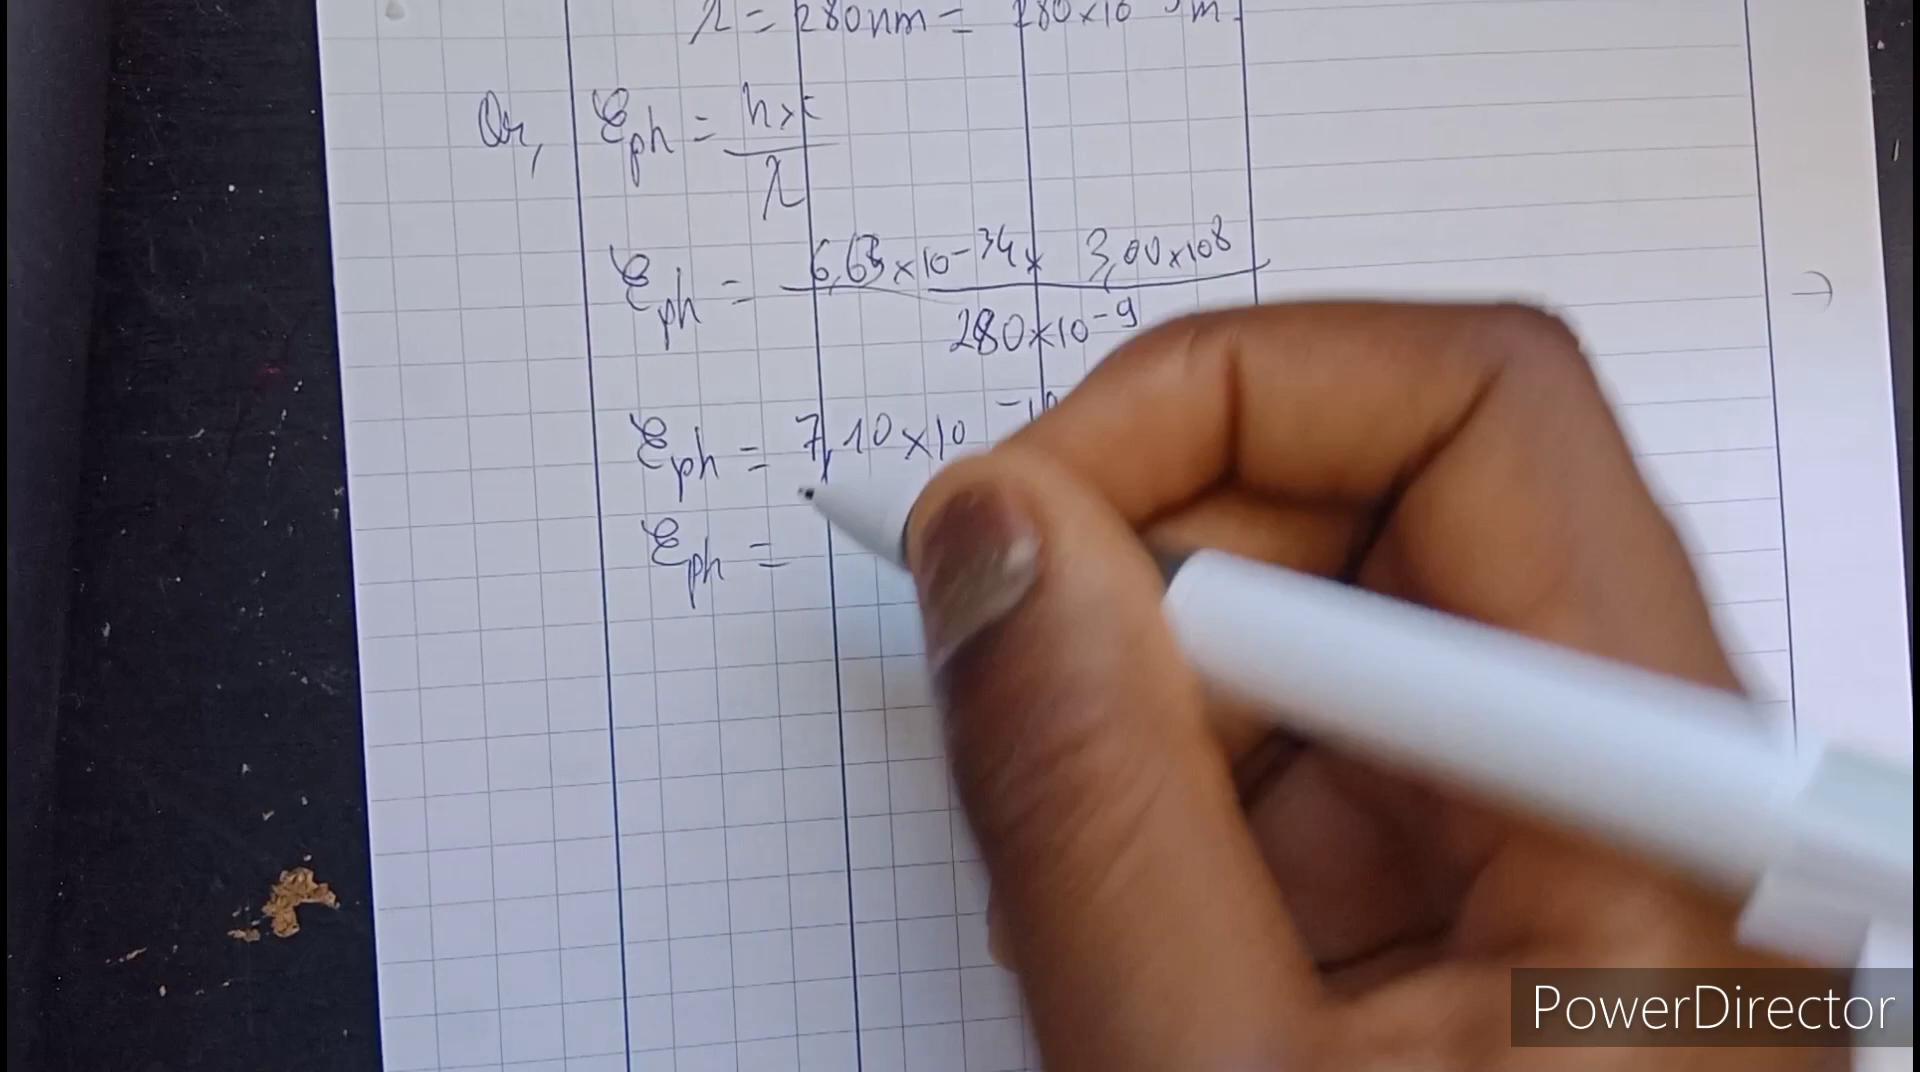 λ = 280nm = 280×10 m
Or, Eph = h×c / λ
Eph = 6,63×10⁻³⁴ × 3,00×10⁸ / 280×10⁻⁹
Eph = 7,10×10
Eph =
PowerDirector